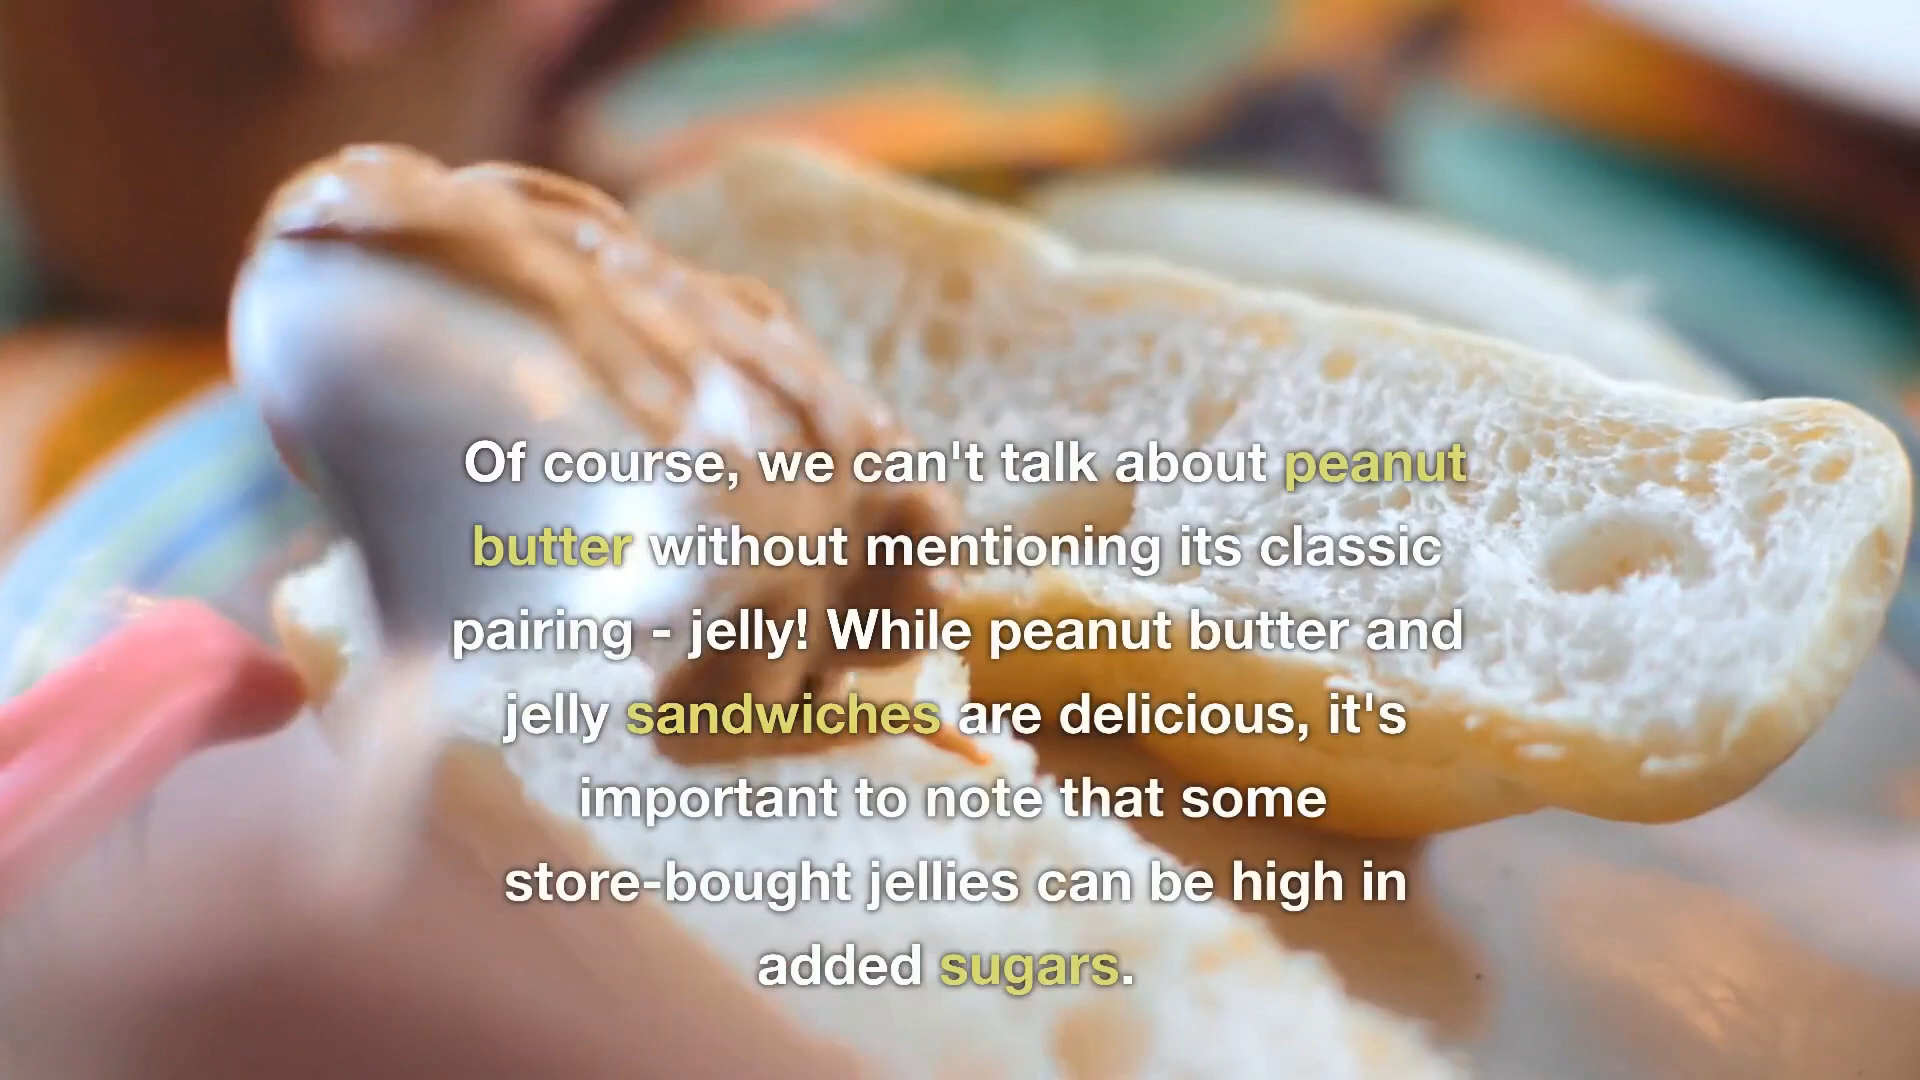 Of course, we can't talk about peanut
butter without mentioning its classic
pairing - jelly! While peanut butter and
jelly sandwiches are delicious, it's
important to note that some
store-bought jellies can be high in
added sugars.